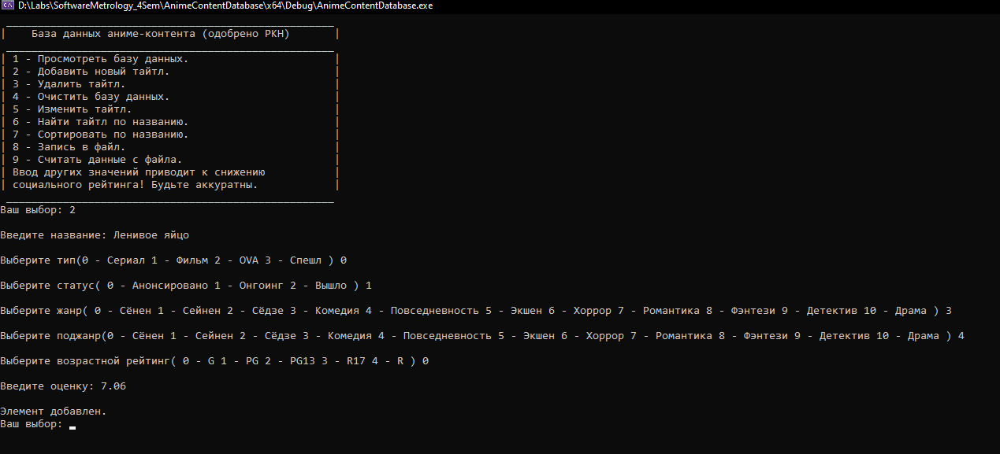 D:\Labs\SoftwareMetrology_4Sem\AnimeContentDatabase\x64\Debug\AnimeContentDatabase.exe
База данных аниме-контента (одобрено РКН)
1 - Просмотреть базу данных.
2 - Добавить новый тайтл.
3 - Удалить тайтл.
4 - Очистить базу данных.
5 - Изменить тайтл.
6 - Найти тайтл по названию.
7 - Сортировать по названию.
8 - Запись в файл.
9 - Считать данные с файла.
Ввод других значений приводит к снижению
социального рейтинга! Будьте аккуратны.
Ваш выбор: 2
Введите название: Ленивое яйцо
Выберите тип(0 - Сериал 1 - Фильм 2 - OVA 3 - Спешл ) 0
Выберите статус( 0 - Анонсировано 1 - Онгоинг 2 - Вышло ) 1
Выберите жанр( 0 - Сёнен 1 - Сейнен 2 - Сёдзе 3 - Комедия 4 - Повседневность 5 - Экшен 6 - Хоррор 7 - Романтика 8 - Фэнтези 9 - Детектив 10 - Драма ) 3
Выберите поджанр(0 - Сёнен 1 - Сейнен 2 - Сёдзе 3 - Комедия 4 - Повседневность 5 - Экшен 6 - Хоррор 7 - Романтика 8 - Фэнтези 9 - Детектив 10 - Драма ) 4
Выберите возрастной рейтинг( 0 - G 1 - PG 2 - PG13 3 - R17 4 - R ) 0
Введите оценку: 7.06
Элемент добавлен.
Ваш выбор: